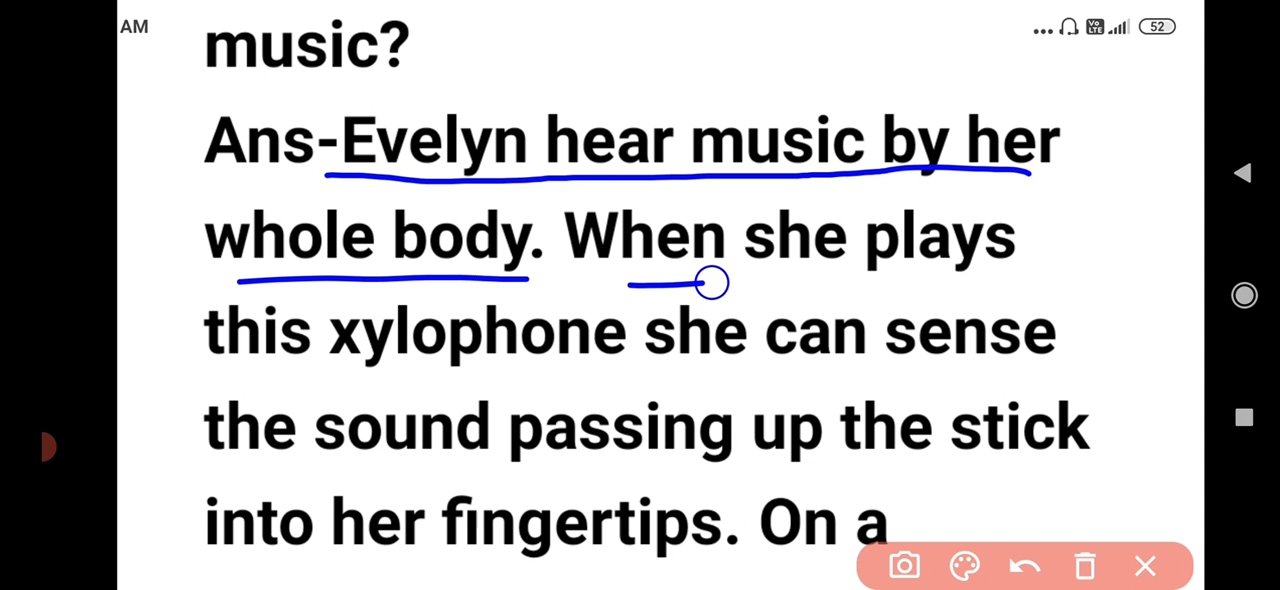 AM
52
music?
Ans-Evelyn hear music by her
whole body. When she plays
this xylophone she can sense
the sound passing up the stick
into her fingertips. On a